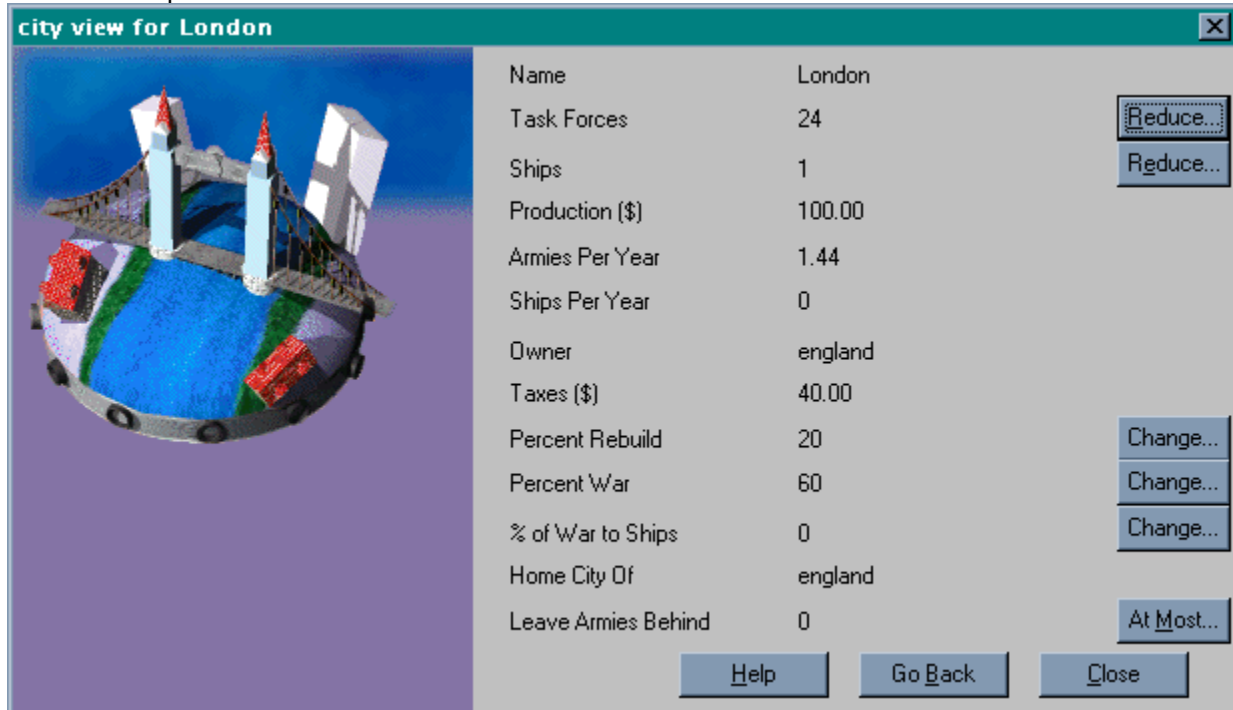 city view for London
Name London
Task Forces 24 Reduce...
Ships 1 Reduce...
Production ($) 100.00
Armies Per Year 1.44
Ships Per Year 0
Owner england
Taxes ($) 40.00
Percent Rebuild 20 Change...
Percent War 60 Change...
% of War to Ships 0 Change...
Home City Of england
Leave Armies Behind 0 At Most...
Help Go Back Close